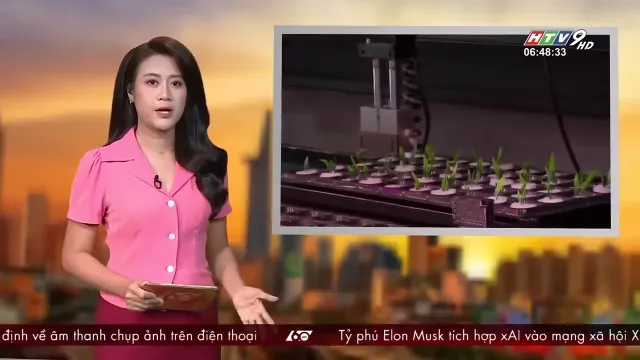 HTV9 HD
06:48:33
định về âm thanh chụp ảnh trên điện thoại
60
Tỷ phú Elon Musk tích hợp xAI vào mạng xã hội X